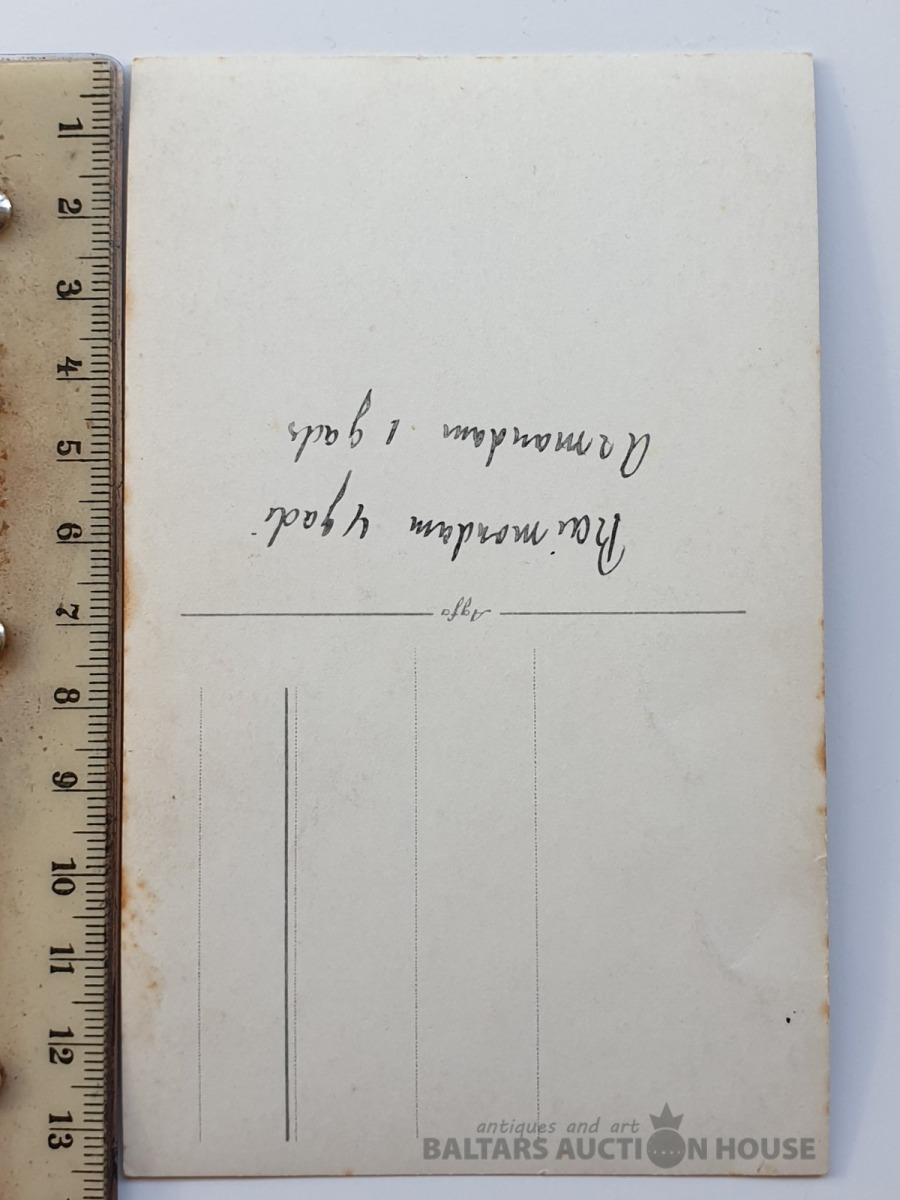 Raimondam 4 gadi
Armandam 1 gads
Agfa
1
2
3
4
5
6
7
8
9
10
11
12
13
antiques and art
BALTARS AUCTION HOUSE